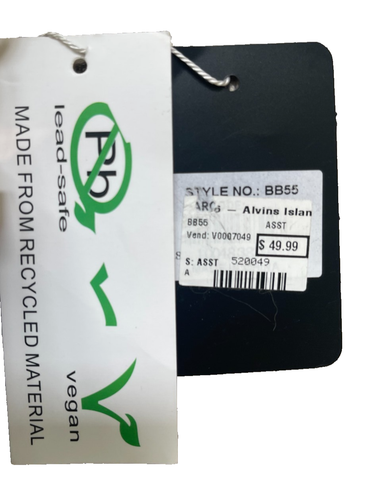 Pb
lead-safe
vegan
MADE FROM RECYCLED MATERIAL
STYLE NO.: BB55
Alvins Islan
BB55 ASST
Vend: V0007049
$ 49.99
S: ASST 520049
A